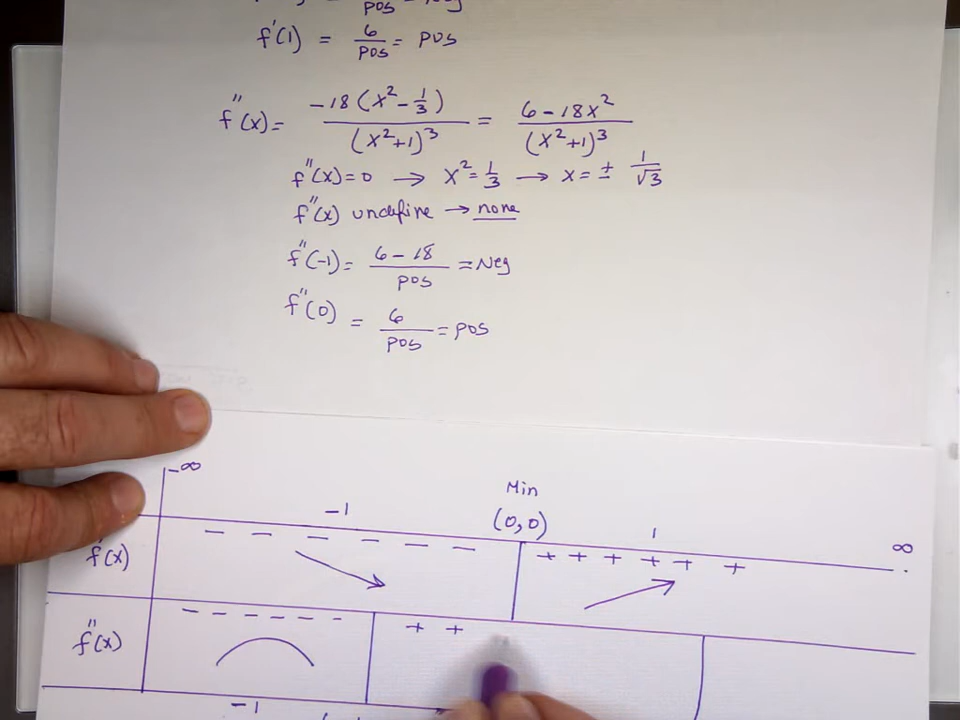 f'(1) = 6/pos = pos
f''(x) = -18(x² - 1/3)/(x²+1)³ = 6 - 18x²/(x²+1)³
f''(x) = 0 → x² = 1/3 → x = ± 1/√3
f''(x) undefine → none
f''(-1) = 6 - 18/pos = Neg
f''(0) = 6/pos = pos
-∞
Min
-1 (0,0) 1 ∞
f'(x) - - - - - - + + + + + +
f''(x) - - - - - - + +
-1